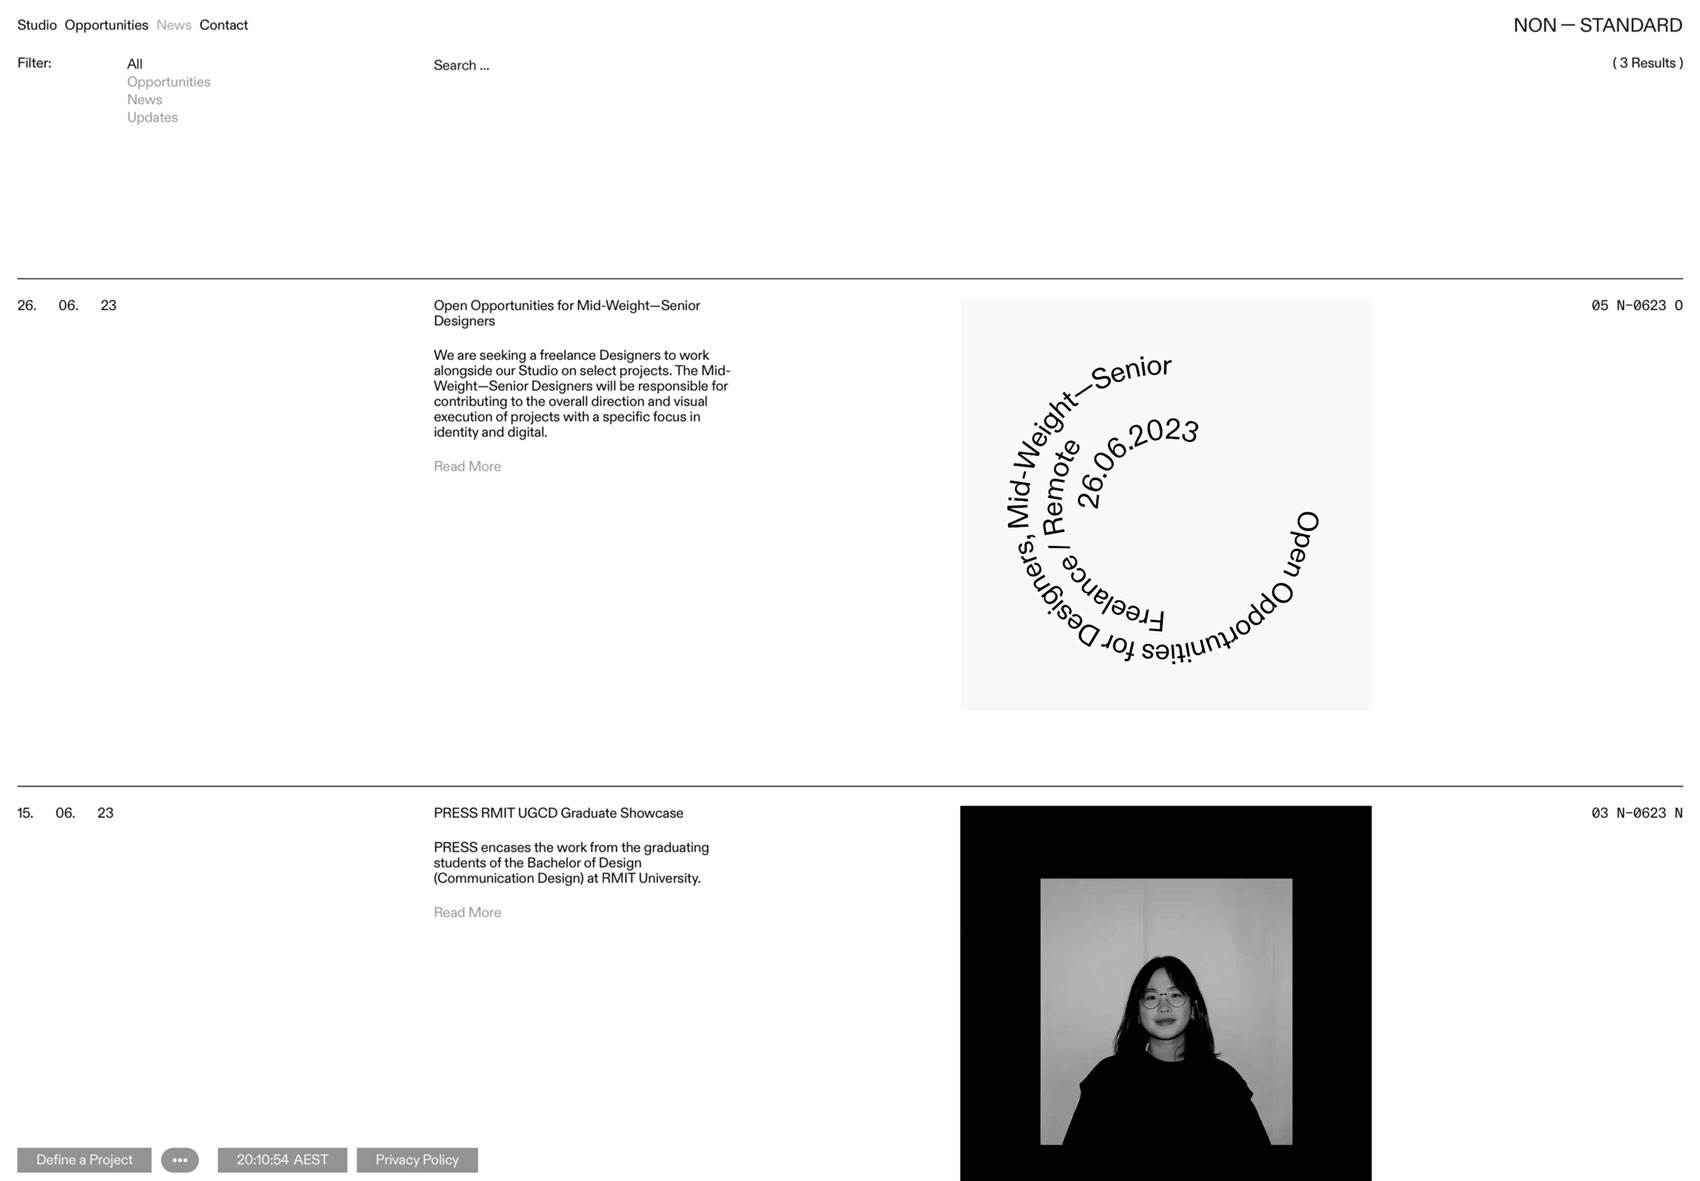 Studio Opportunities News Contact
NON — STANDARD
Filter:
All
Opportunities
News
Updates
Search ...
( 3 Results )
26. 06. 23
Open Opportunities for Mid-Weight—Senior
Designers
We are seeking a freelance Designers to work
alongside our Studio on select projects. The Mid-
Weight—Senior Designers will be responsible for
contributing to the overall direction and visual
execution of projects with a specific focus in
identity and digital.
Read More
Open Opportunities for Designers, Mid-Weight—Senior
Freelance / Remote
26.06.2023
05 N-0623 O
15. 06. 23
PRESS RMIT UGCD Graduate Showcase
PRESS encases the work from the graduating
students of the Bachelor of Design
(Communication Design) at RMIT University.
Read More
03 N-0623 N
Define a Project ••• 20:10:54 AEST Privacy Policy